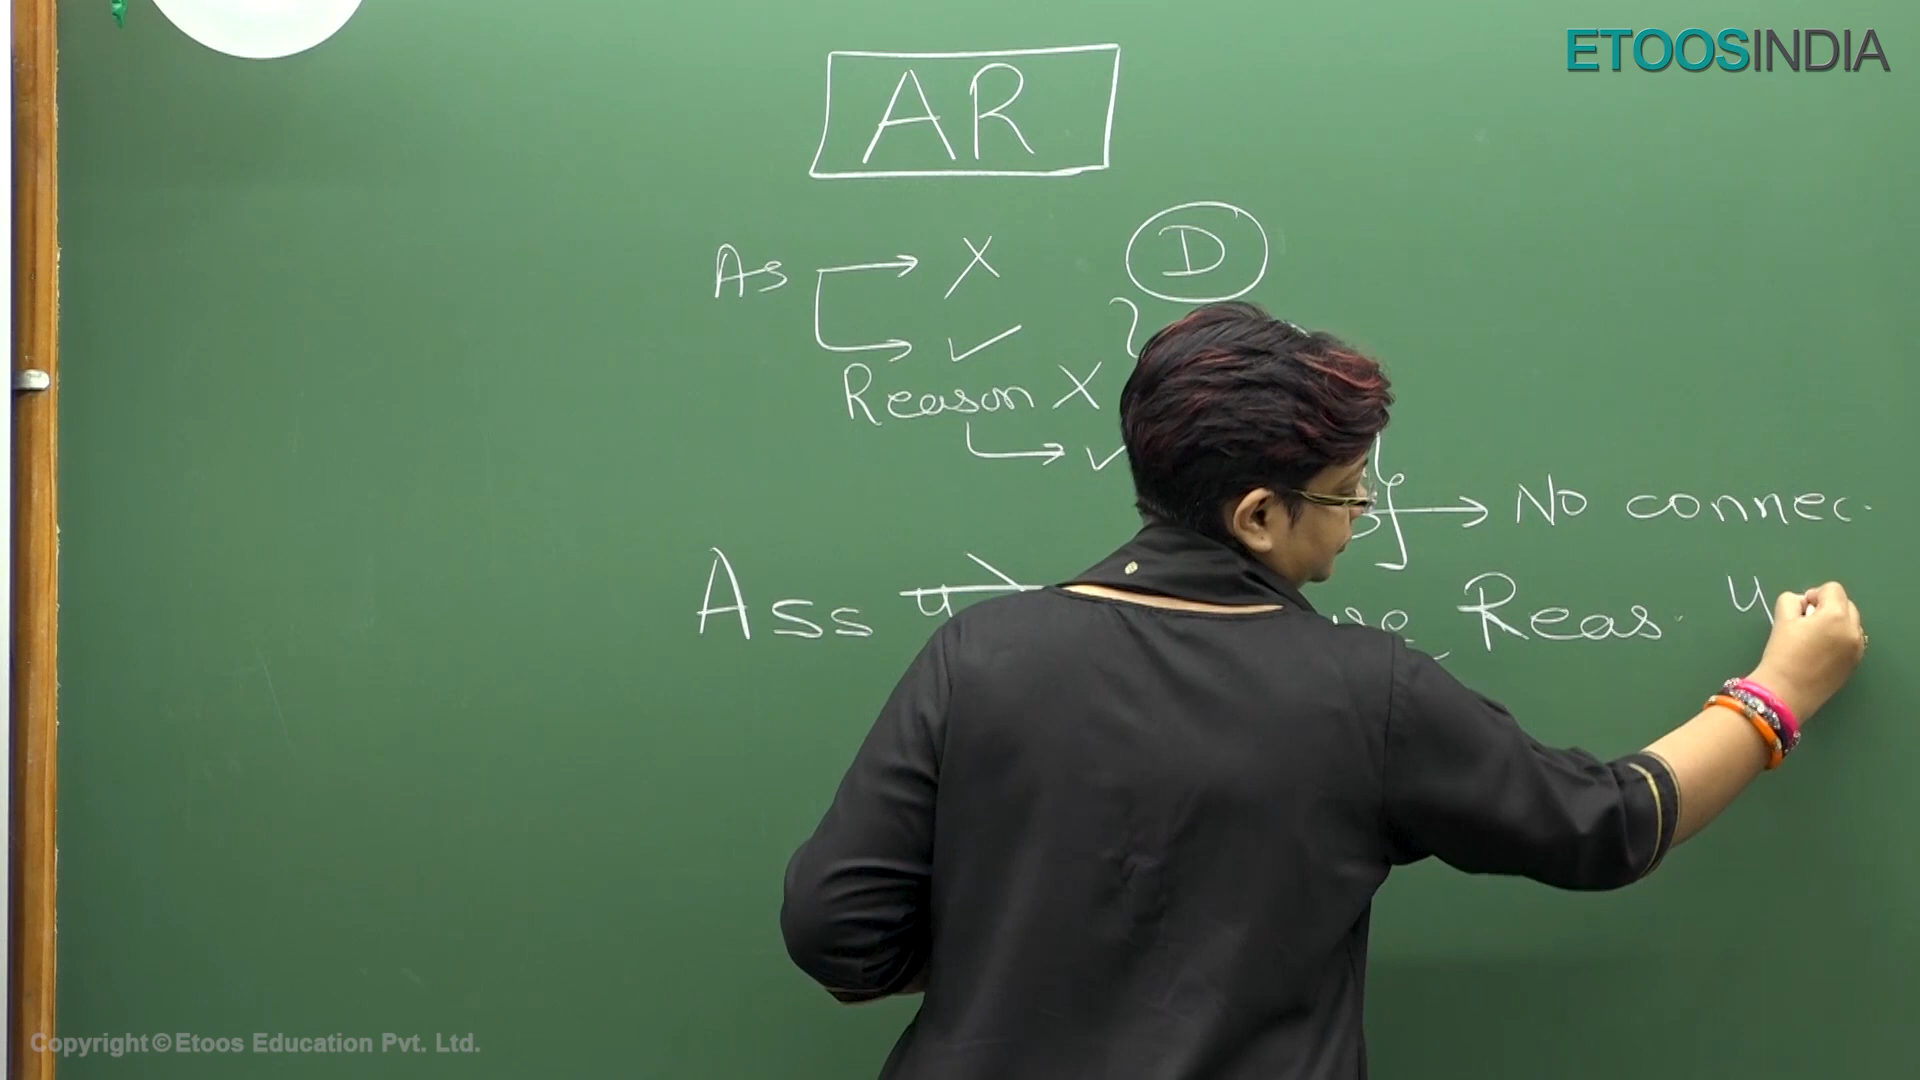 ETOOSINDIA
AR
As → X D
→ ✓
Reason X
→ ✓
→ No connec.
Ass Reas.
Copyright © Etoos Education Pvt. Ltd.